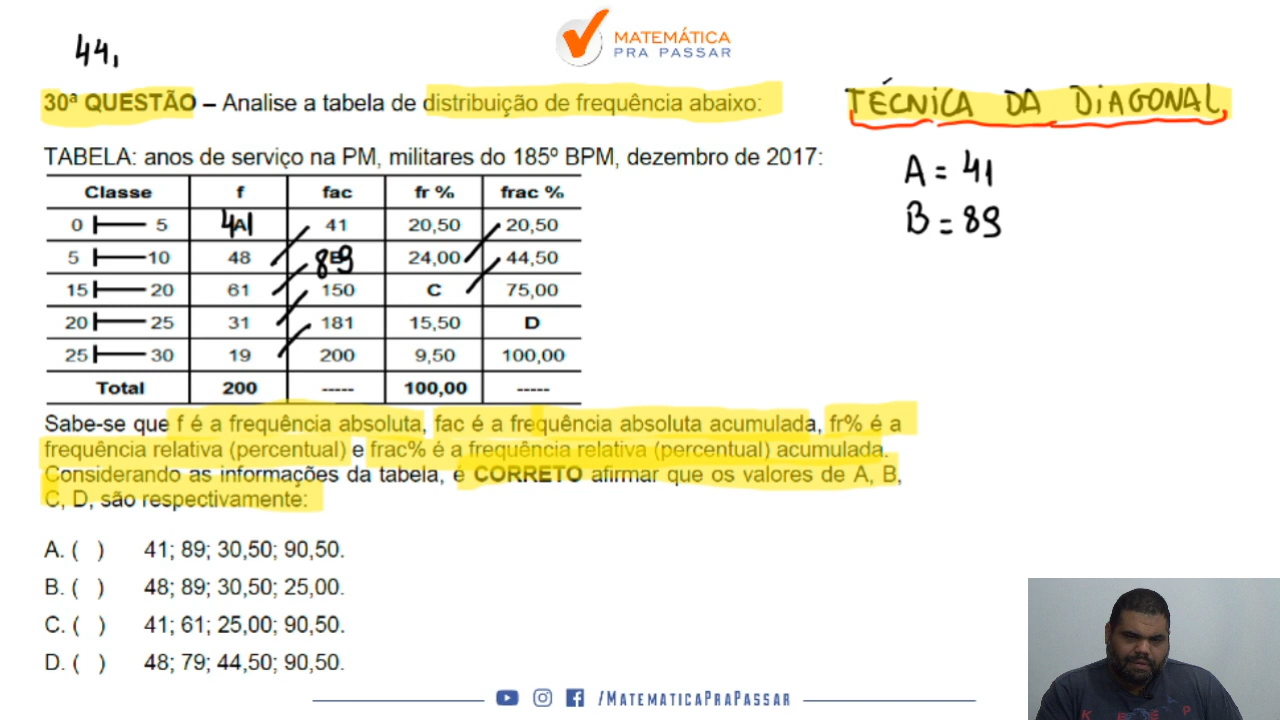 44,
MATEMÁTICA
PRA PASSAR
30ª QUESTÃO – Analise a tabela de distribuição de frequência abaixo:
TÉCNICA DA DIAGONAL
TABELA: anos de serviço na PM, militares do 185º BPM, dezembro de 2017:
A = 41
B = 89
Classe f fac fr % frac %
0 5 41 41 20,50 20,50
5 10 48 89 24,00 44,50
15 20 61 150 C 75,00
20 25 31 181 15,50 D
25 30 19 200 9,50 100,00
Total 200 ----- 100,00 -----
Sabe-se que f é a frequência absoluta, fac é a frequência absoluta acumulada, fr% é a
frequência relativa (percentual) e frac% é a frequência relativa (percentual) acumulada.
Considerando as informações da tabela, é CORRETO afirmar que os valores de A, B,
C, D, são respectivamente:
A. ( ) 41; 89; 30,50; 90,50.
B. ( ) 48; 89; 30,50; 25,00.
C. ( ) 41; 61; 25,00; 90,50.
D. ( ) 48; 79; 44,50; 90,50.
/MATEMATICAPRAPASSAR
K E E P